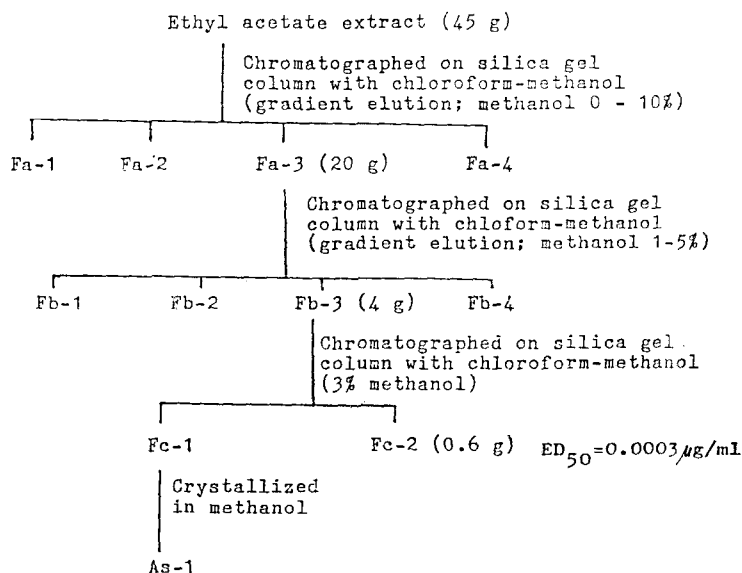 Ethyl acetate extract (45 g)
Chromatographed on silica gel
column with chloroform-methanol
(gradient elution; methanol 0 - 10%)
Fa-1 Fa-2 Fa-3 (20 g) Fa-4
Chromatographed on silica gel
column with chloform-methanol
(gradient elution; methanol 1-5%)
Fb-1 Fb-2 Fb-3 (4 g) Fb-4
Chromatographed on silica gel
column with chloroform-methanol
(3% methanol)
Fc-1 Fc-2 (0.6 g) ED50=0.0003µg/ml
Crystallized
in methanol
As-1